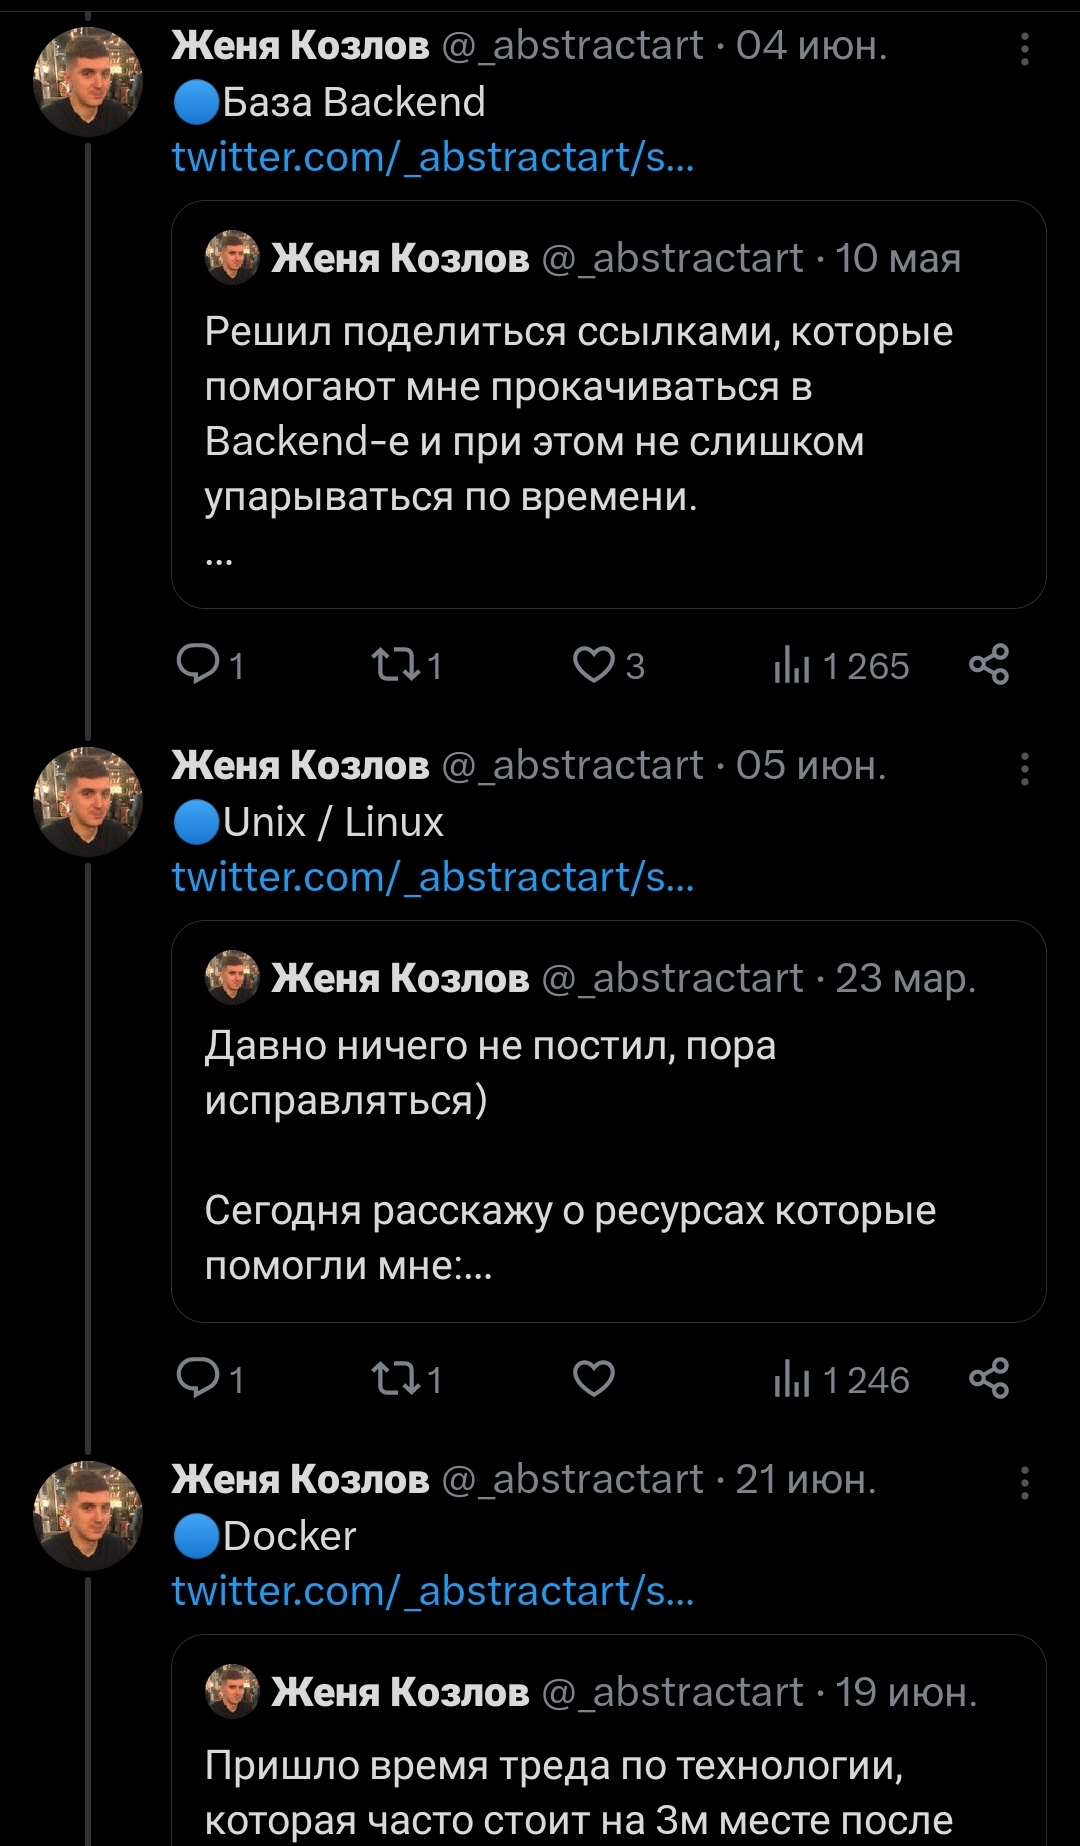 Женя Козлов @_abstractart · 04 июн.
🔵База Backend
twitter.com/_abstractart/s...
Женя Козлов @_abstractart · 10 мая
Решил поделиться ссылками, которые
помогают мне прокачиваться в
Backend-е и при этом не слишком
упарываться по времени.
...
1 1 3 1 265
Женя Козлов @_abstractart · 05 июн.
🔵Unix / Linux
twitter.com/_abstractart/s...
Женя Козлов @_abstractart · 23 мар.
Давно ничего не постил, пора
исправляться)
Сегодня расскажу о ресурсах которые
помогли мне:...
1 1 1 246
Женя Козлов @_abstractart · 21 июн.
🔵Docker
twitter.com/_abstractart/s...
Женя Козлов @_abstractart · 19 июн.
Пришло время треда по технологии,
которая часто стоит на 3м месте после